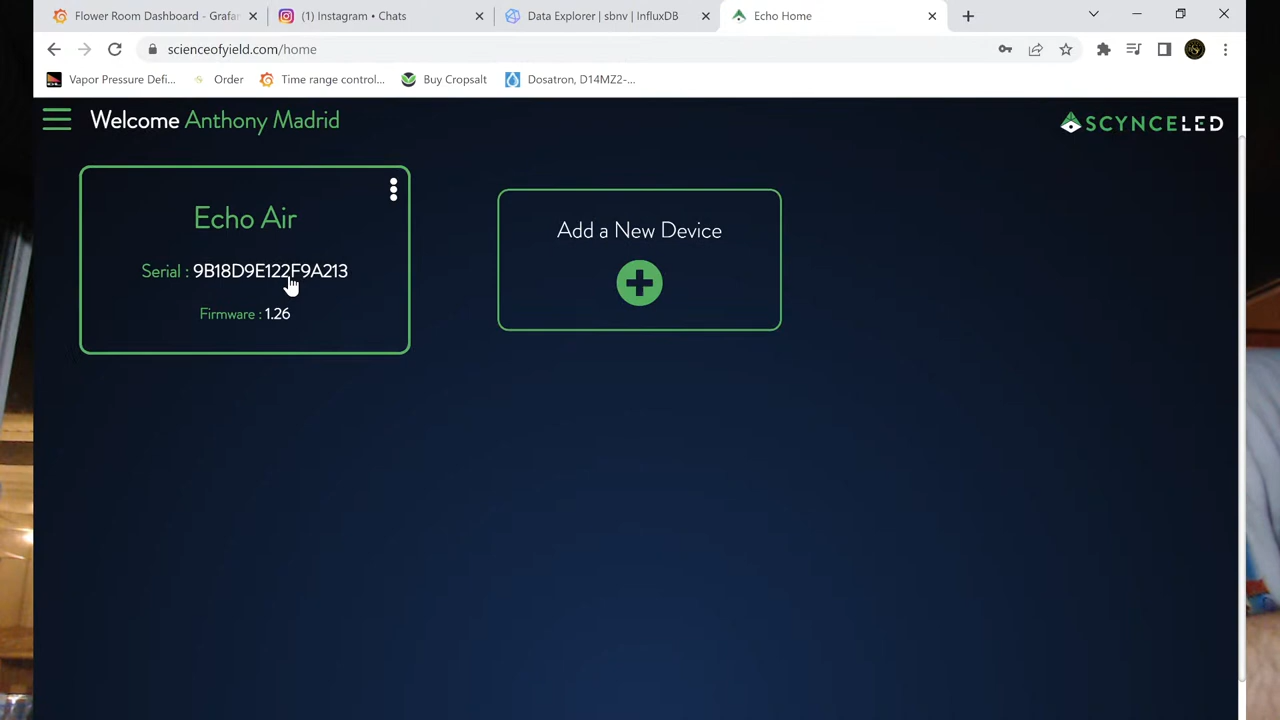 Flower Room Dashboard - Grafan
(1) Instagram • Chats
Data Explorer | sbnv | InfluxDB
Echo Home
scienceofyield.com/home
Vapor Pressure Defi...
Order
Time range control...
Buy Cropsalt
Dosatron, D14MZ2-...
Welcome Anthony Madrid
SCYNCELED
Echo Air
Serial : 9B18D9E122F9A213
Firmware : 1.26
Add a New Device